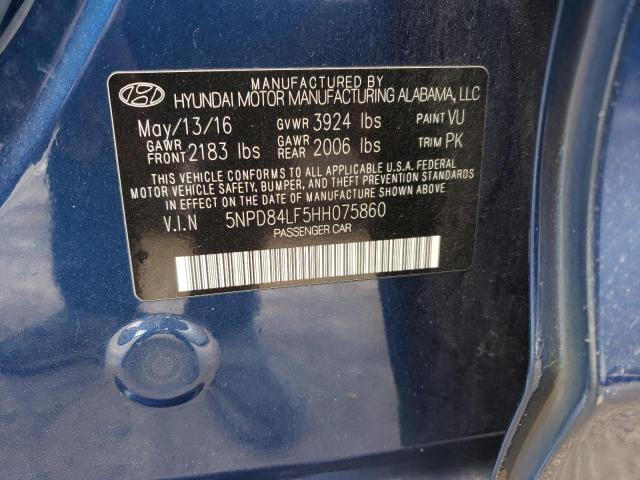 MANUFACTURED BY
HYUNDAI MOTOR MANUFACTURING ALABAMA, LLC
May/13/16 GVWR 3924 lbs PAINT VU
GAWR FRONT 2183 lbs GAWR REAR 2006 lbs TRIM PK
THIS VEHICLE CONFORMS TO ALL APPLICABLE U.S.A. FEDERAL
MOTOR VEHICLE SAFETY, BUMPER, AND THEFT PREVENTION STANDARDS
IN EFFECT ON THE DATE OF MANUFACTURE SHOWN ABOVE.
V.I.N 5NPD84LF5HH075860
PASSENGER CAR